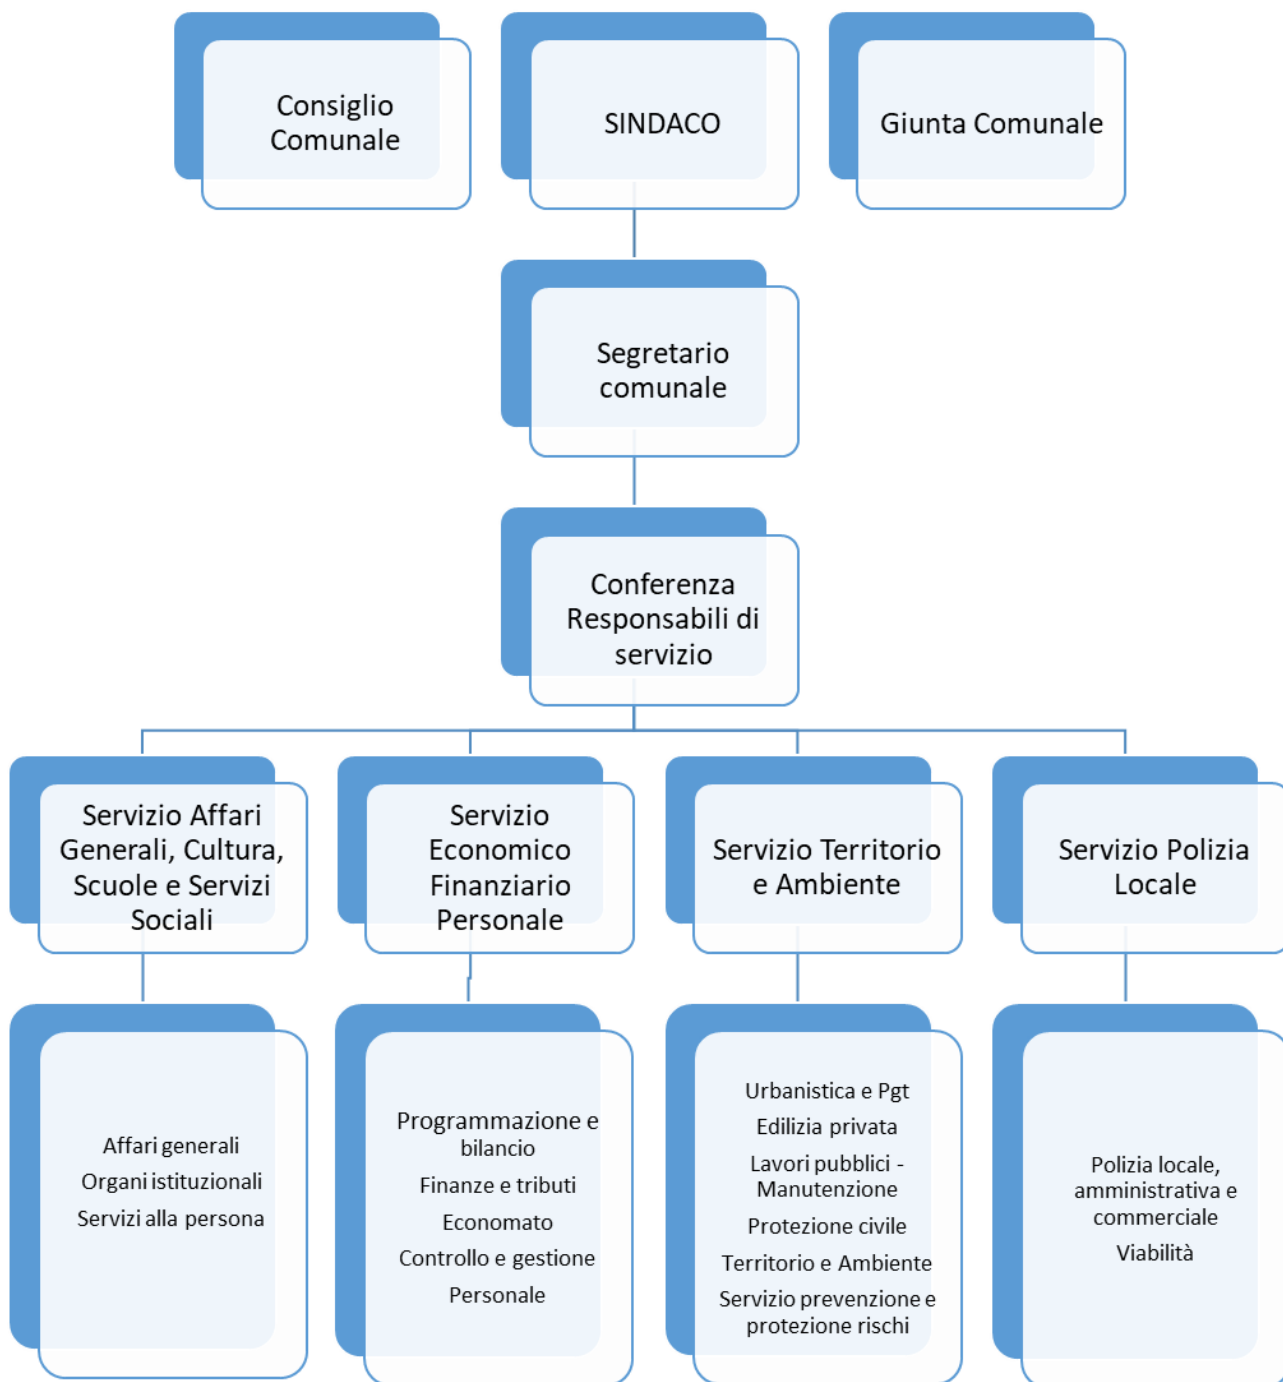 Consiglio
Comunale
SINDACO
Giunta Comunale
Segretario
comunale
Conferenza
Responsabili di
servizio
Servizio Affari
Generali, Cultura,
Scuole e Servizi
Sociali
Servizio
Economico
Finanziario
Personale
Servizio Territorio
e Ambiente
Servizio Polizia
Locale
Affari generali
Organi istituzionali
Servizi alla persona
Programmazione e
bilancio
Finanze e tributi
Economato
Controllo e gestione
Personale
Urbanistica e Pgt
Edilizia privata
Lavori pubblici -
Manutenzione
Protezione civile
Territorio e Ambiente
Servizio prevenzione e
protezione rischi
Polizia locale,
amministrativa e
commerciale
Viabilità